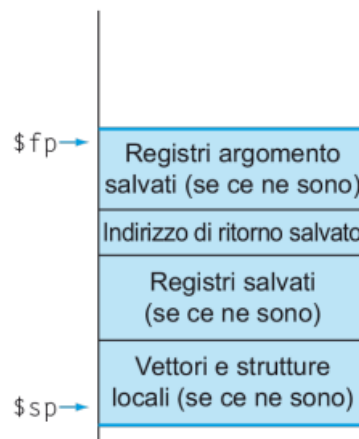 $fp
Registri argomento
salvati (se ce ne sono)
Indirizzo di ritorno salvato
Registri salvati
(se ce ne sono)
Vettori e strutture
locali (se ce ne sono)
$sp